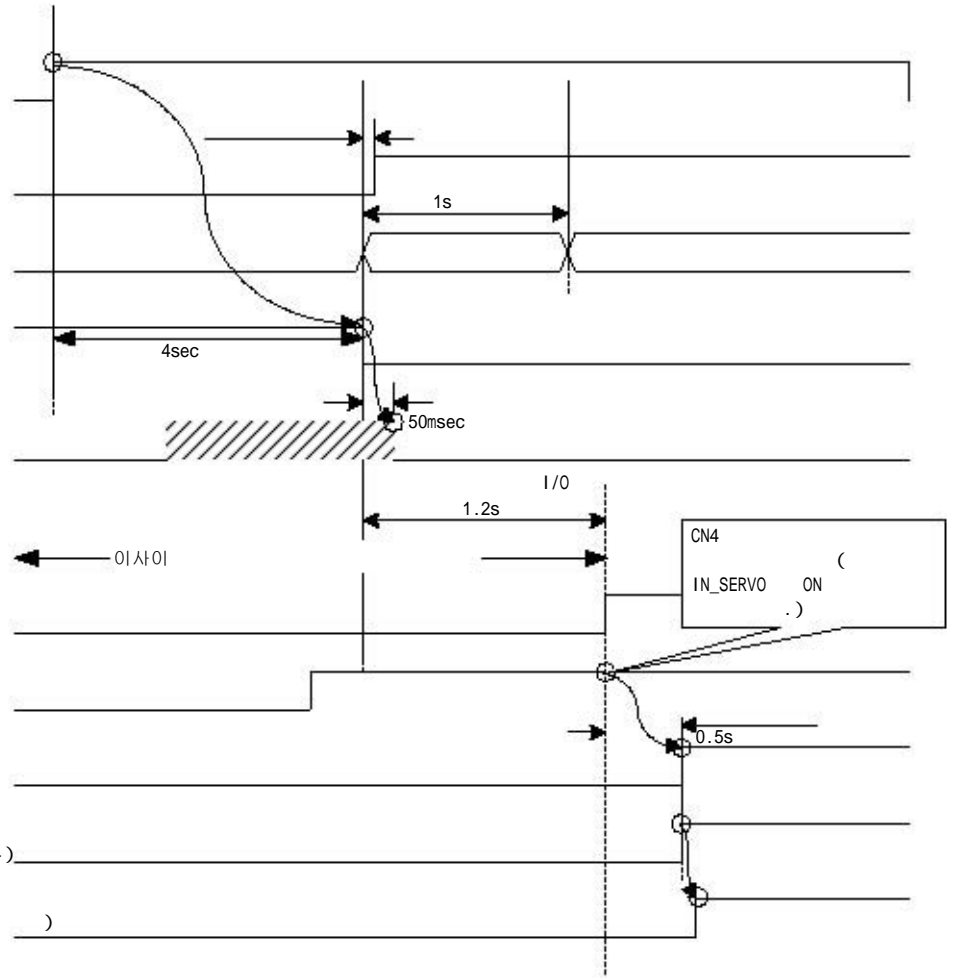 1s
4sec
50msec
I/O
1.2s
이사이
CN4
(
IN_SERVO ON
.)
0.5s
)
)